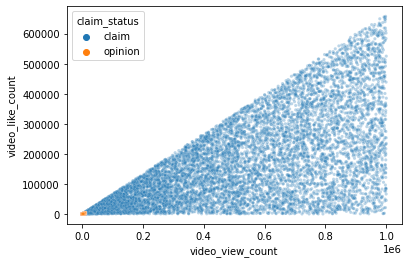 claim_status
claim
opinion
video_like_count
600000
500000
400000
300000
200000
100000
0
0.0 0.2 0.4 0.6 0.8 1.0
1e6
video_view_count